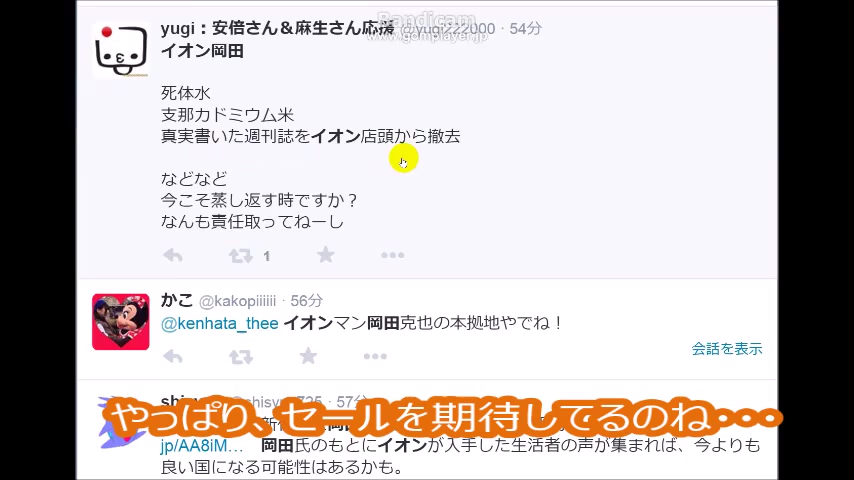 Bandicam
www.gomplayer.jp
yugi：安倍さん＆麻生さん応援 @yugi222000 · 54分
イオン岡田
死体水
支那カドミウム米
真実書いた週刊誌をイオン店頭から撤去
などなど
今こそ蒸し返す時ですか？
なんも責任取ってねーし
1
かこ @kakopiiiiii · 56分
@kenhata_thee イオンマン岡田克也の本拠地やでね！
会話を表示
57分
やっぱり、セールを期待してるのね・・・
jp/AA8iM… 岡田氏のもとにイオンが入手した生活者の声が集まれば、今よりも
良い国になる可能性はあるかも。